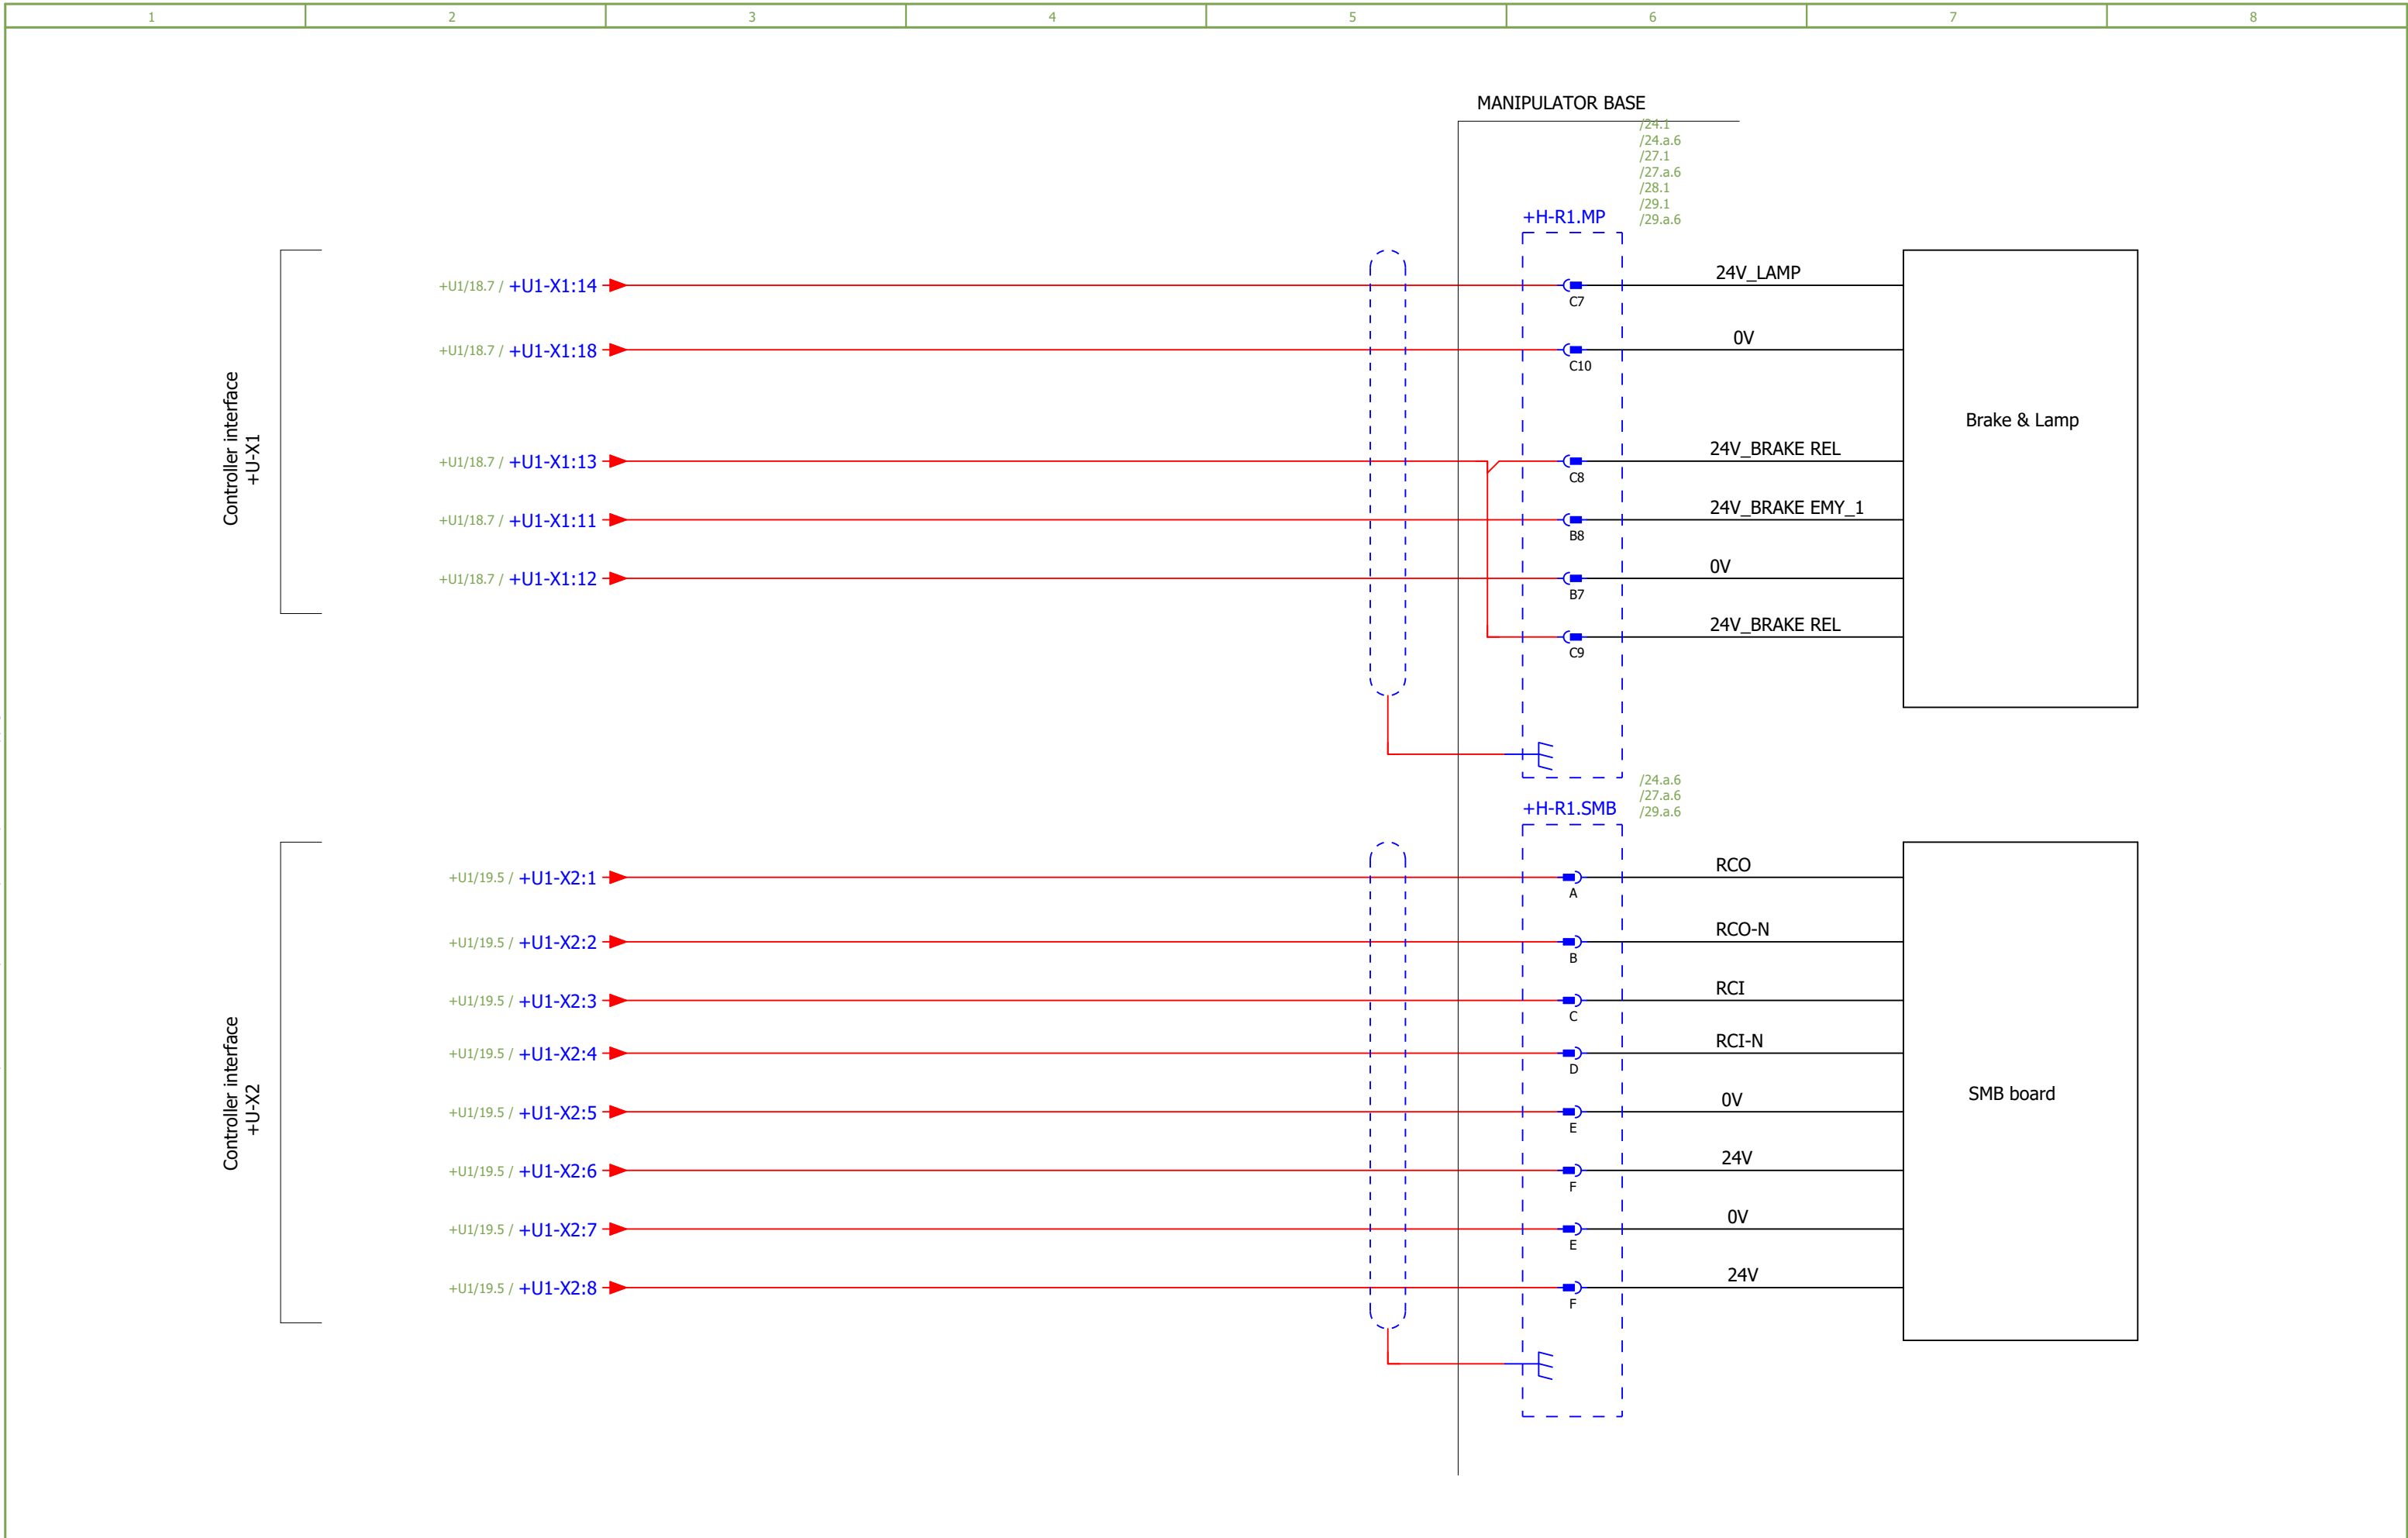 1 2 3 4 5 6 7 8
MANIPULATOR BASE
/24.1
/24.a.6
/27.1
/27.a.6
/28.1
/29.1
/29.a.6
+H-R1.MP
Controller interface
+U-X1
+U1/18.7 / +U1-X1:14 C7 24V_LAMP
+U1/18.7 / +U1-X1:18 C10 0V
Brake & Lamp
+U1/18.7 / +U1-X1:13 C8 24V_BRAKE REL
+U1/18.7 / +U1-X1:11 B8 24V_BRAKE EMY_1
+U1/18.7 / +U1-X1:12 B7 0V
C9 24V_BRAKE REL
/24.a.6
/27.a.6
/29.a.6
+H-R1.SMB
Controller interface
+U-X2
+U1/19.5 / +U1-X2:1 A RCO
+U1/19.5 / +U1-X2:2 B RCO-N
+U1/19.5 / +U1-X2:3 C RCI
+U1/19.5 / +U1-X2:4 D RCI-N
SMB board
+U1/19.5 / +U1-X2:5 E 0V
+U1/19.5 / +U1-X2:6 F 24V
+U1/19.5 / +U1-X2:7 E 0V
+U1/19.5 / +U1-X2:8 F 24V